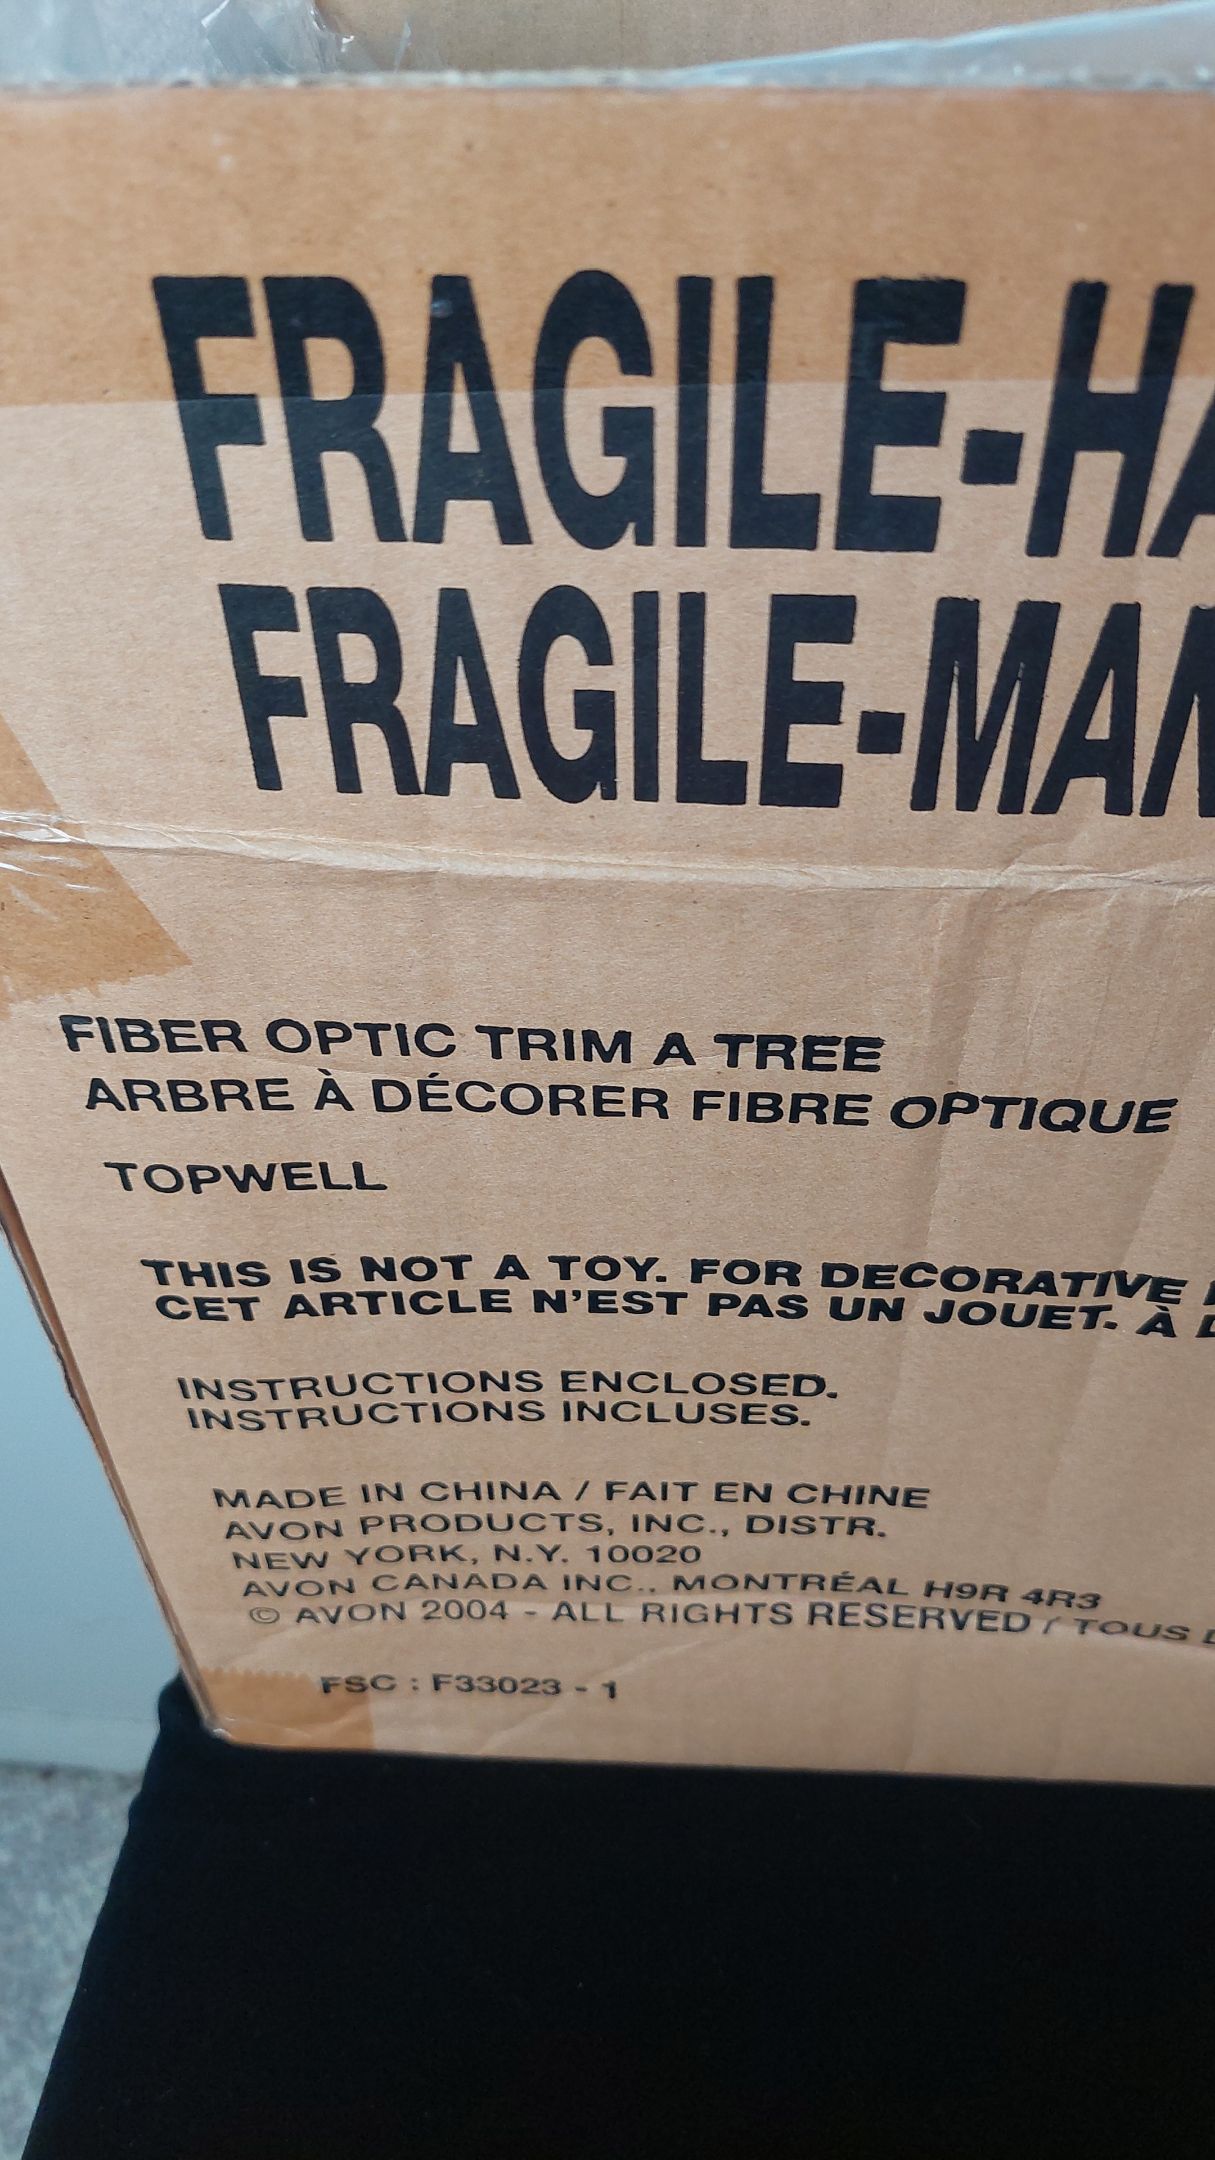 FRAGILE-HA
FRAGILE-MAN
FIBER OPTIC TRIM A TREE
ARBRE À DÉCORER FIBRE OPTIQUE
TOPWELL
THIS IS NOT A TOY. FOR DECORATIVE
CET ARTICLE N'EST PAS UN JOUET. À
INSTRUCTIONS ENCLOSED.
INSTRUCTIONS INCLUSES.
MADE IN CHINA / FAIT EN CHINE
AVON PRODUCTS, INC., DISTR.
NEW YORK, N.Y. 10020
AVON CANADA INC., MONTRÉAL H9R 4R3
© AVON 2004 - ALL RIGHTS RESERVED / TOUS
FSC : F33023 - 1